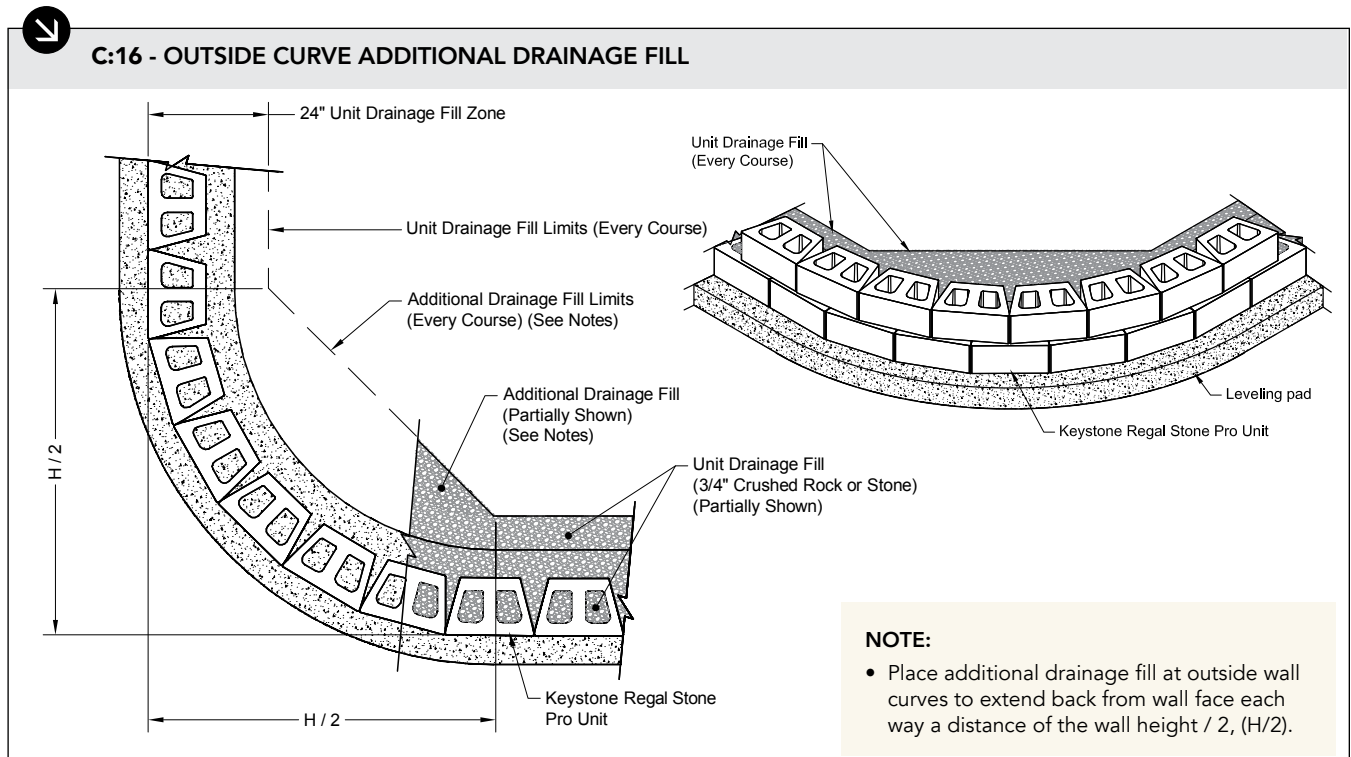 C:16 - OUTSIDE CURVE ADDITIONAL DRAINAGE FILL
24" Unit Drainage Fill Zone
Unit Drainage Fill Limits (Every Course)
Additional Drainage Fill Limits
(Every Course) (See Notes)
Additional Drainage Fill
(Partially Shown)
(See Notes)
Unit Drainage Fill
(3/4" Crushed Rock or Stone)
(Partially Shown)
H / 2
H / 2
Keystone Regal Stone
Pro Unit
Unit Drainage Fill
(Every Course)
Leveling pad
Keystone Regal Stone Pro Unit
NOTE:
• Place additional drainage fill at outside wall
curves to extend back from wall face each
way a distance of the wall height / 2, (H/2).